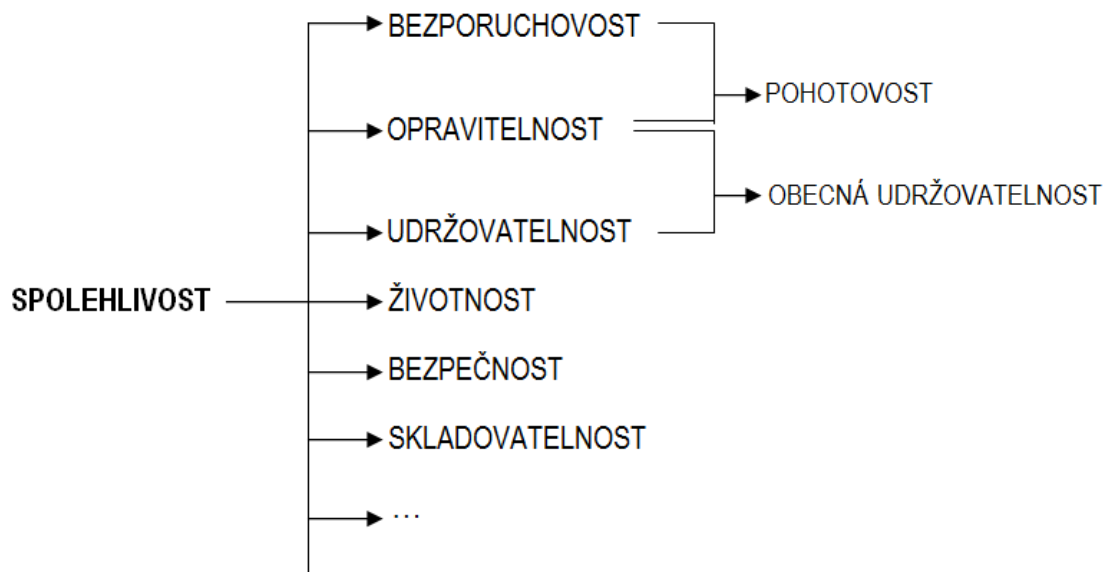 BEZPORUCHOVOST
POHOTOVOST
OPRAVITELNOST
OBECNÁ UDRŽOVATELNOST
UDRŽOVATELNOST
SPOLEHLIVOST
ŽIVOTNOST
BEZPEČNOST
SKLADOVATELNOST
...